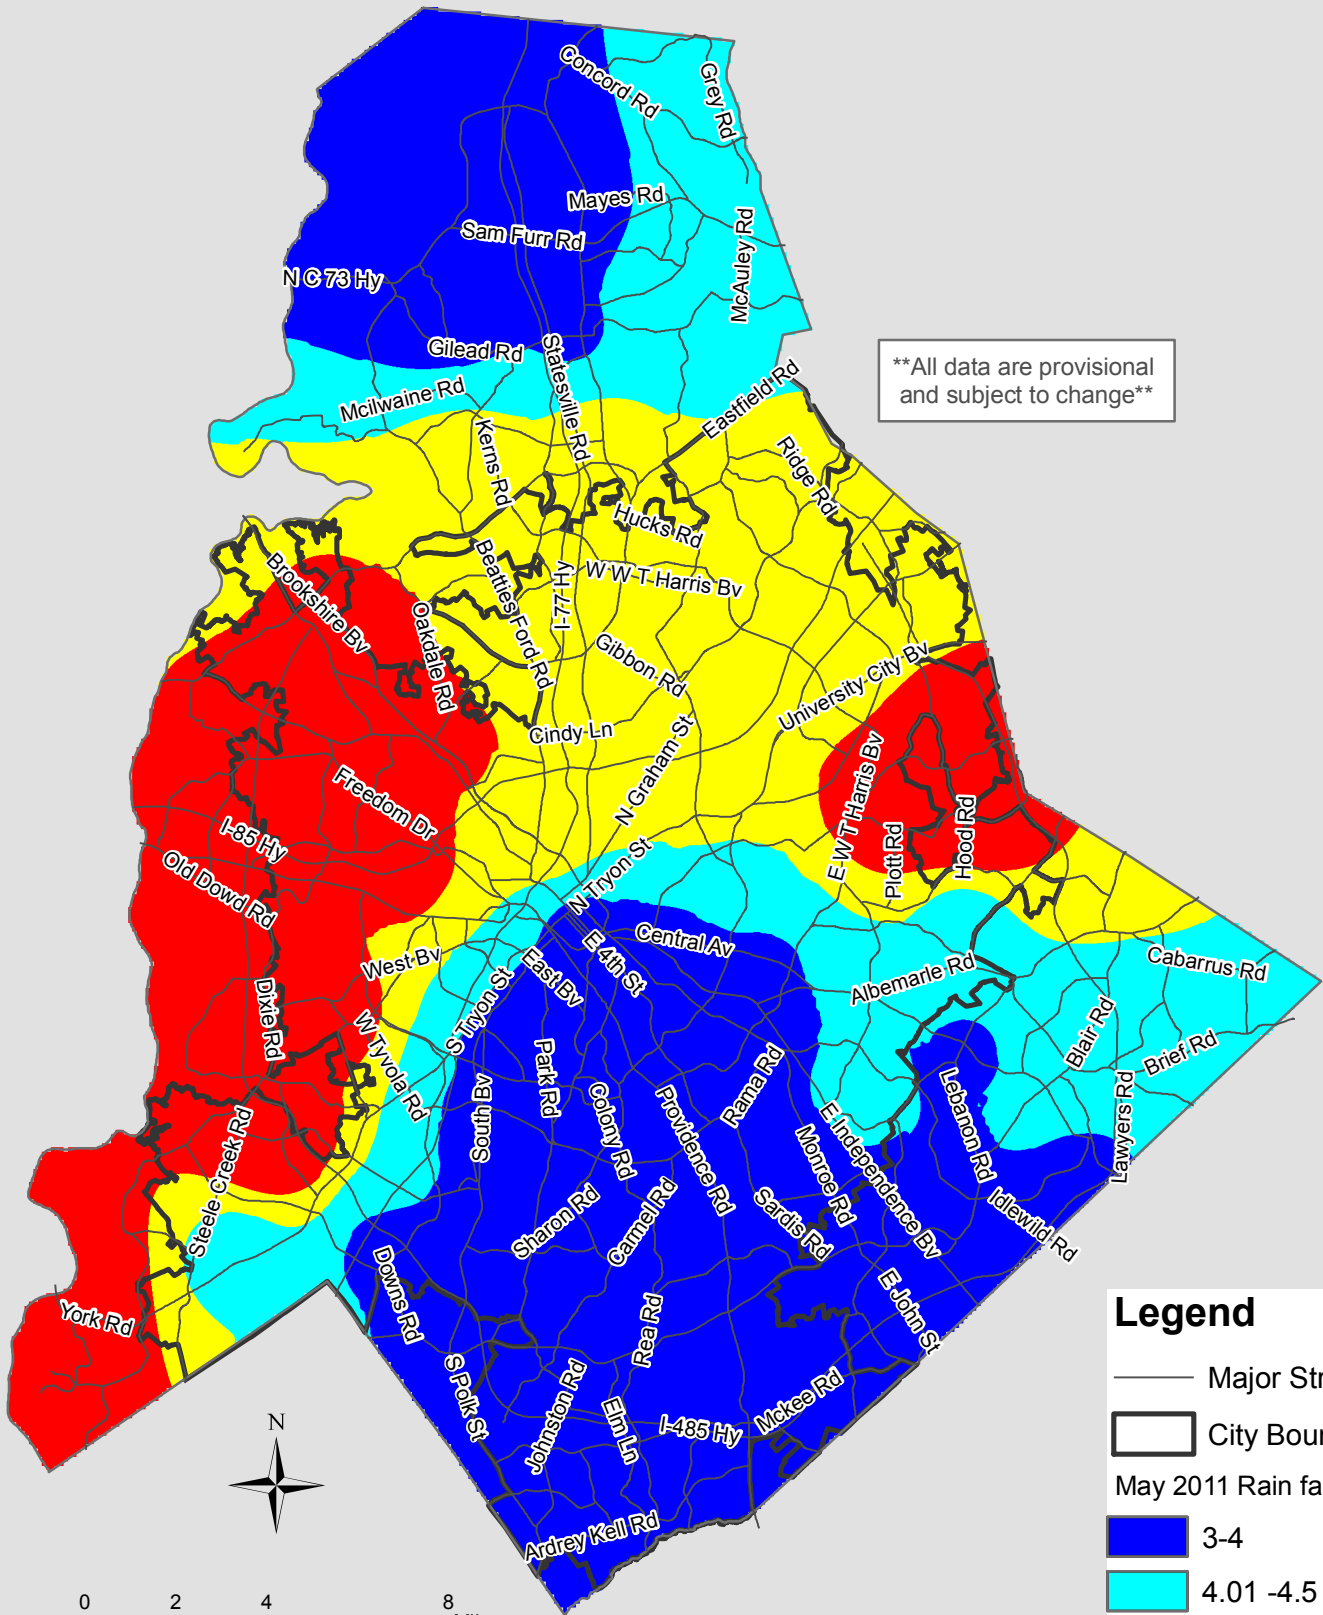 Concord Rd
Grey Rd
Mayes Rd
Sam Furr Rd
McAuley Rd
N C 73 Hy
Gilead Rd
Statesville Rd
**All data are provisional
and subject to change**
Mcilwaine Rd
Eastfield Rd
Kerns Rd
Ridge Rd
Hucks Rd
Brookshire Bv
Beatties Ford Rd
I-77 Hy
W W T Harris Bv
Oakdale Rd
Gibbon Rd
University City Bv
Cindy Ln
N Graham St
Freedom Dr
E W T Harris Bv
I-85 Hy
Hood Rd
Plott Rd
Old Dowd Rd
N Tryon St
Central Av
E 4th St
West Bv
East Bv
Albemarle Rd
Cabarrus Rd
S Tryon St
Dixie Rd
W Tyvola Rd
Blair Rd
Brief Rd
Park Rd
South Bv
Colony Rd
Providence Rd
Rama Rd
Lebanon Rd
Lawyers Rd
E Independence Bv
Monroe Rd
Steele Creek Rd
Sharon Rd
Carmel Rd
Sardis Rd
Idlewild Rd
Downs Rd
E John St
York Rd
Rea Rd
S Polk St
Johnston Rd
Elm Ln
I-485 Hy
Mckee Rd
Ardrey Kell Rd
N
0 2 4 8
Legend
Major Str
City Bour
May 2011 Rain fa
3-4
4.01 -4.5